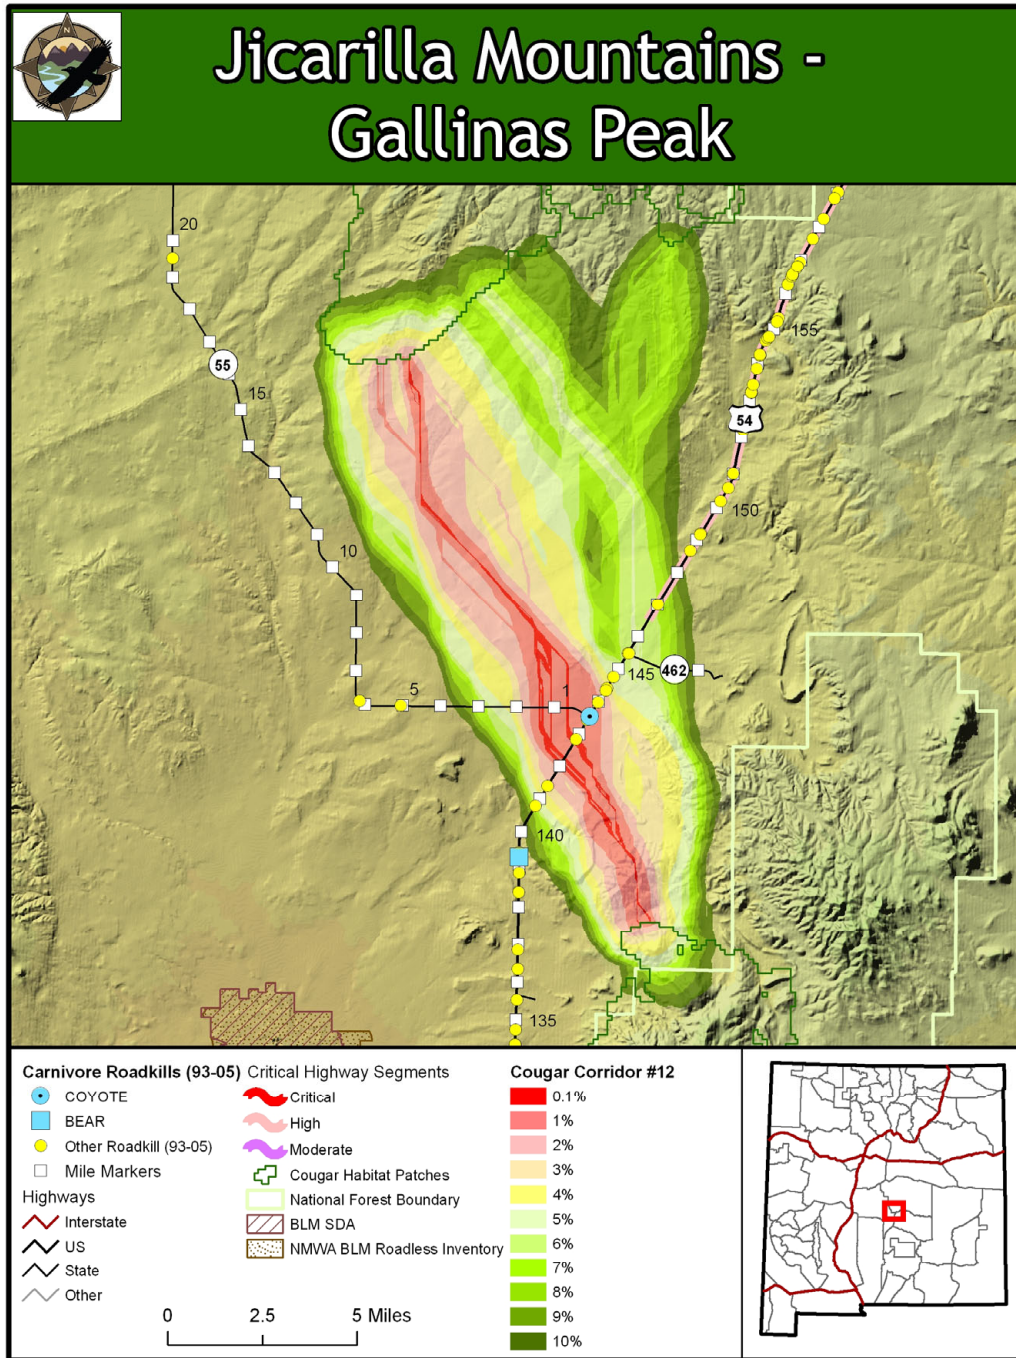 N
Jicarilla Mountains -
Gallinas Peak
20
55
15
155
54
150
10
145
462
5
1
140
135
Carnivore Roadkills (93-05)
COYOTE
BEAR
Other Roadkill (93-05)
Mile Markers
Highways
Interstate
US
State
Other
Critical Highway Segments
Critical
High
Moderate
Cougar Habitat Patches
National Forest Boundary
BLM SDA
NMWA BLM Roadless Inventory
0 2.5 5 Miles
Cougar Corridor #12
0.1%
1%
2%
3%
4%
5%
6%
7%
8%
9%
10%